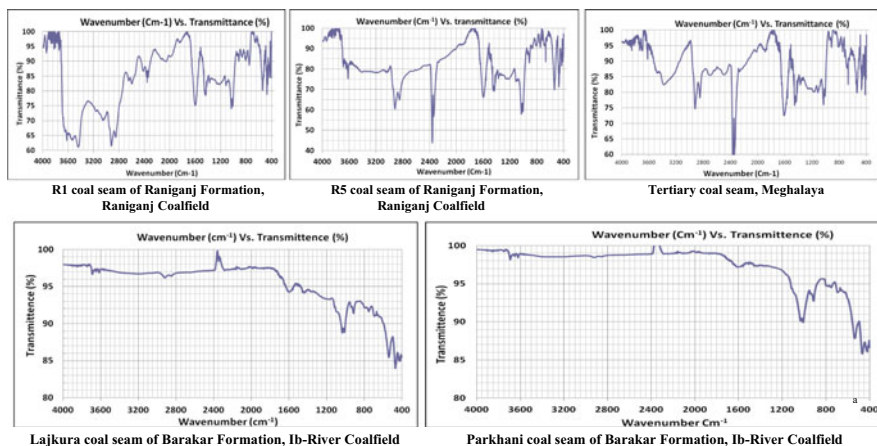 Wavenumber (Cm-1) Vs. Transmittance (%)
Transmittance (%)
100
95
90
85
80
75
70
65
60
4000 3600 3200 2800 2400 2000 1600 1200 800 400
Wavenumber (Cm-1)
R1 coal seam of Raniganj Formation,
Raniganj Coalfield
Wavenumber (Cm⁻¹) Vs. transmittance (%)
Transmittance (%)
100
90
80
70
60
50
40
4000 3600 3200 2800 2400 2000 1600 1200 800 400
Wavenumber (Cm-1)
R5 coal seam of Raniganj Formation,
Raniganj Coalfield
Wavenumber (Cm⁻¹) Vs. Transmittance (%)
Transmittance (%)
100
95
90
85
80
75
70
65
60
4000 3600 3200 2800 2400 2000 1600 1200 800 400
Wavenumber (Cm-1)
Tertiary coal seam, Meghalaya
Wavenumber (cm⁻¹) Vs. Transmittence (%)
Transmittence (%)
100
95
90
85
80
4000 3600 3200 2800 2400 2000 1600 1200 800 400
Wavenumber Cm⁻¹
Lajkura coal seam of Barakar Formation, Ib-River Coalfield
Wavenumber (Cm⁻¹) Vs. Transmittence (%)
Transmittence (%)
100
95
90
85
80
4000 3600 3200 2800 2400 2000 1600 1200 800 400
Wavenumber Cm⁻¹
a
Parkhani coal seam of Barakar Formation, Ib-River Coalfield